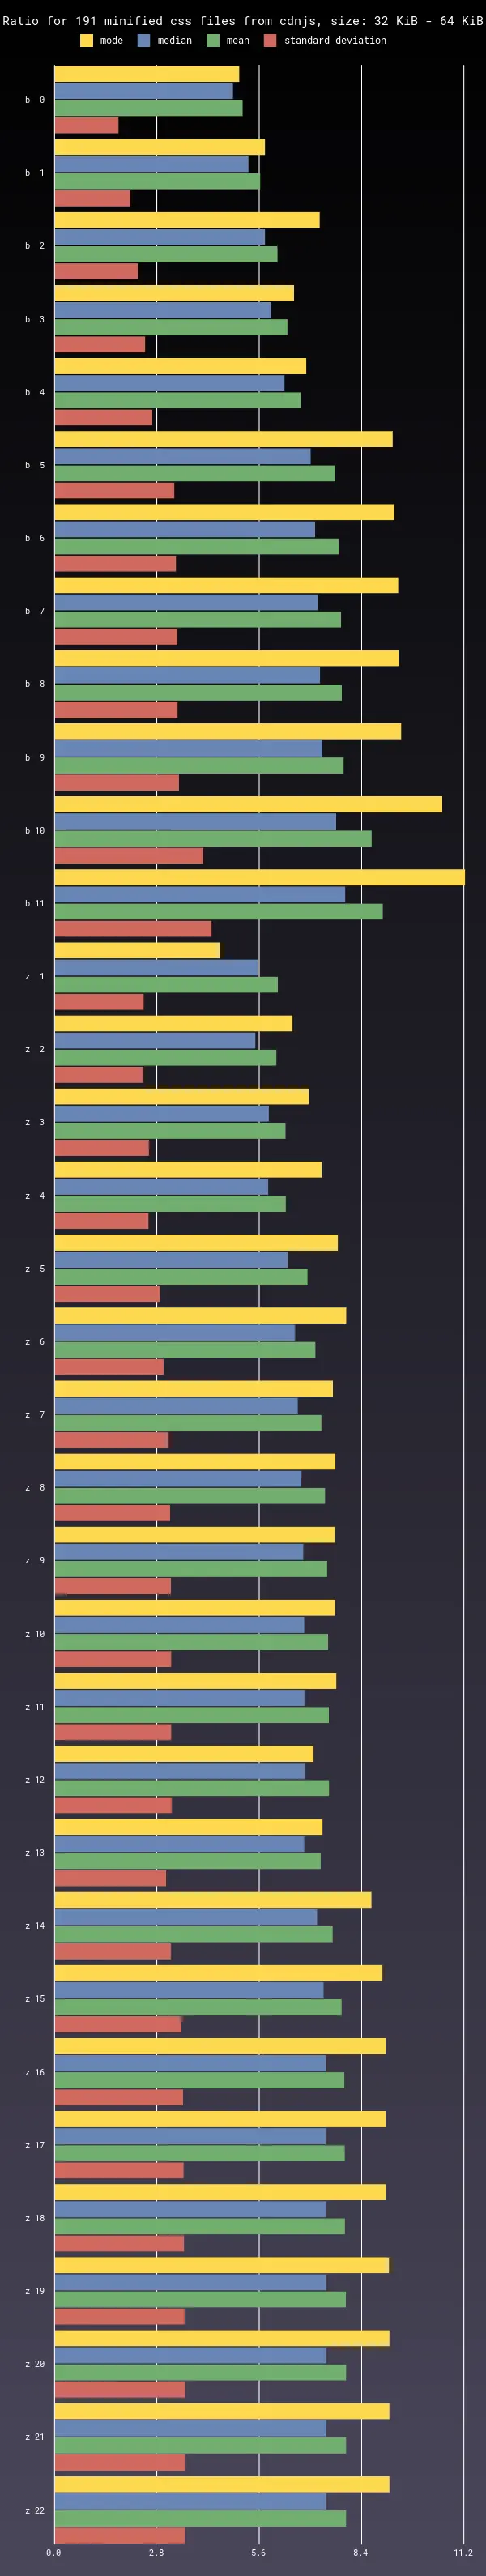 Ratio for 191 minified css files from cdnjs, size: 32 KiB - 64 KiB
mode median mean standard deviation
b 0
b 1
b 2
b 3
b 4
b 5
b 6
b 7
b 8
b 9
b 10
b 11
z 1
z 2
z 3
z 4
z 5
z 6
z 7
z 8
z 9
z 10
z 11
z 12
z 13
z 14
z 15
z 16
z 17
z 18
z 19
z 20
z 21
z 22
0.0 2.8 5.6 8.4 11.2